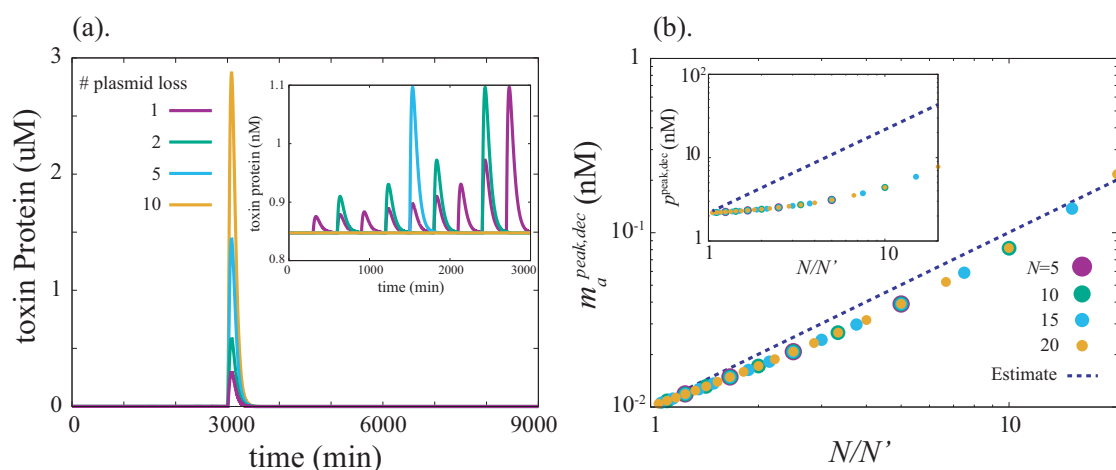 (a).
toxin Protein (uM)
3
2
1
0
0
3000
6000
9000
time (min)
# plasmid loss
1
2
5
10
toxin protein (nM)
1.1
1
0.9
0.8
0
1000
2000
3000
time (min)
(b).
m_a^{peak,dec} (nM)
1
10^{-1}
10^{-2}
1
10
N/N'
p^{peak,dec} (nM)
10^2
10
1
1
10
N/N'
N=5
10
15
20
Estimate